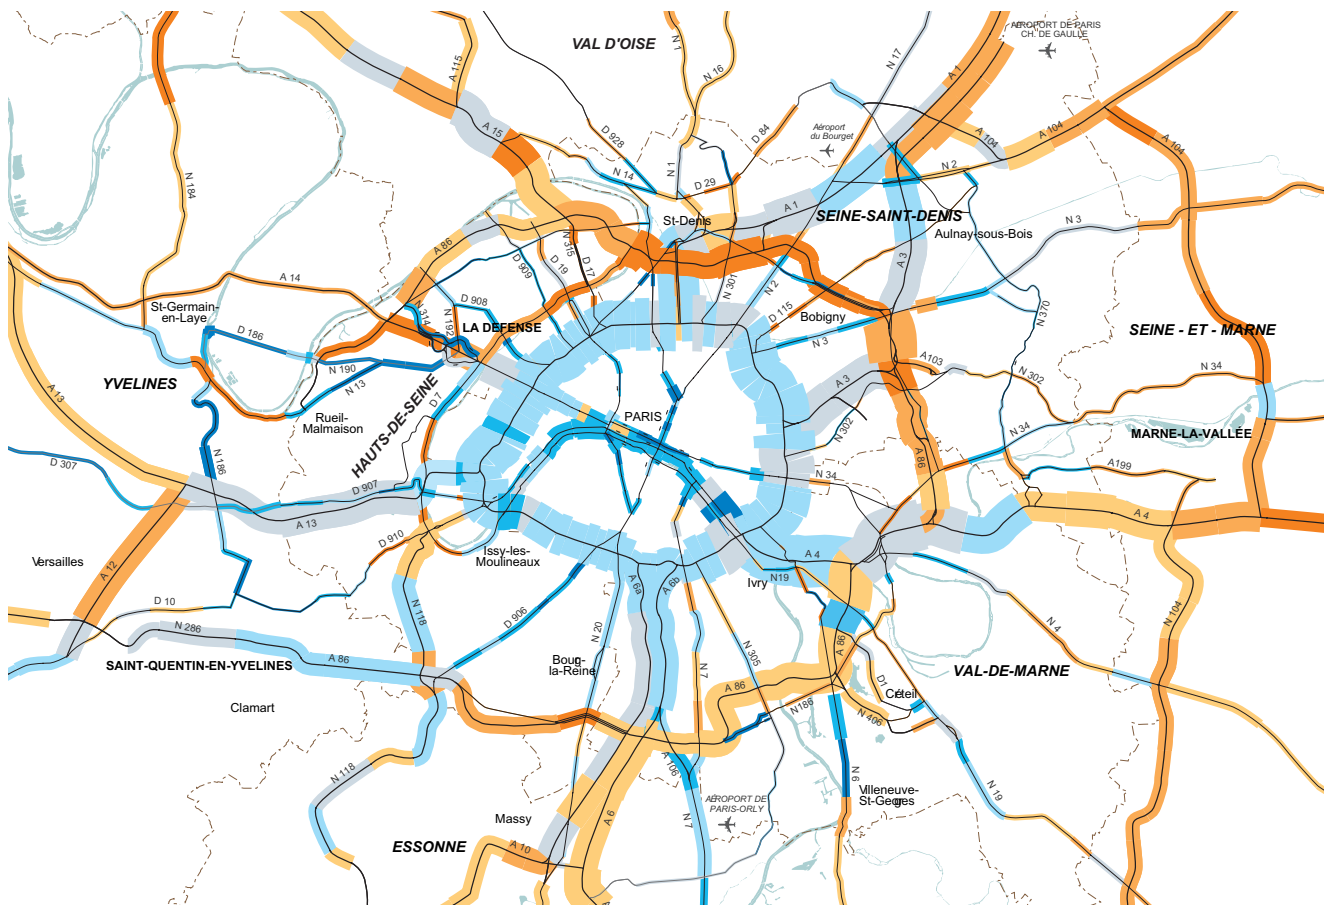 AÉROPORT DE PARIS
CH. DE GAULLE
VAL D'OISE
N 1
N 16
N 17
A 115
A 1
A 15
D 928
D 84
Aéroport
du Bourget
A 104
A 104
A 104
N 184
N 14
N 1
D 29
N 2
A 1
St-Denis
SEINE-SAINT-DENIS
Aulnay-sous-Bois
N 3
A 86
N 315
D 19
D 17
D 909
A 3
A 14
N 301
N 2
D 115
Bobigny
N 370
St-Germain-
en-Laye
D 908
N 314
N 192
LA DEFENSE
D 186
N 3
SEINE - ET - MARNE
N 190
N 13
A103
N 302
N 34
YVELINES
A 13
HAUTS-DE-SEINE
D 7
A 3
Rueil-
Malmaison
PARIS
N 302
N 34
MARNE-LA-VALLÉE
D 307
N 186
A 86
A199
D 907
N 34
A 13
A 4
D 910
Versailles
A 12
Issy-les-
Moulineaux
A 4
Ivry
N19
A 6a
A 6b
D 10
N 118
D 906
N 20
N 104
N 4
N 286
A 86
SAINT-QUENTIN-EN-YVELINES
Bourg-
la-Reine
N 7
N 305
A 86
VAL-DE-MARNE
A 86
D1
Créteil
Clamart
N186
N 406
N 118
A 106
N 6
N 19
Villeneuve-
St-Georges
AÉROPORT DE
PARIS-ORLY
Massy
A 6
N 7
ESSONNE
A 10